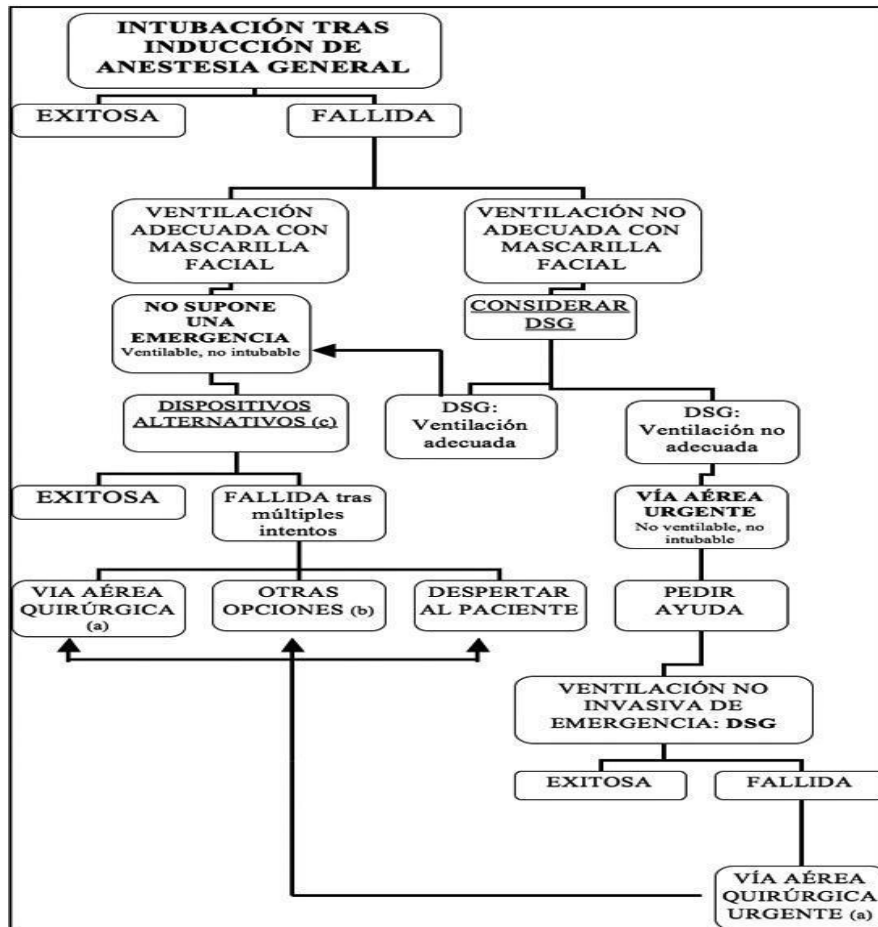 INTUBACIÓN TRAS
INDUCCIÓN DE
ANESTESIA GENERAL
EXITOSA
FALLIDA
VENTILACIÓN
ADECUADA CON
MASCARILLA
FACIAL
VENTILACIÓN NO
ADECUADA CON
MASCARILLA
FACIAL
NO SUPONE
UNA
EMERGENCIA
Ventilable, no intubable
CONSIDERAR
DSG
DISPOSITIVOS
ALTERNATIVOS (c)
DSG:
Ventilación
adecuada
DSG:
Ventilación no
adecuada
EXITOSA
FALLIDA tras
múltiples
intentos
VÍA AÉREA
URGENTE
No ventilable, no
intubable
VIA AÉREA
QUIRÚRGICA
(a)
OTRAS
OPCIONES (b)
DESPERTAR
AL PACIENTE
PEDIR
AYUDA
VENTILACIÓN NO
INVASIVA DE
EMERGENCIA: DSG
EXITOSA
FALLIDA
VÍA AÉREA
QUIRÚRGICA
URGENTE (a)